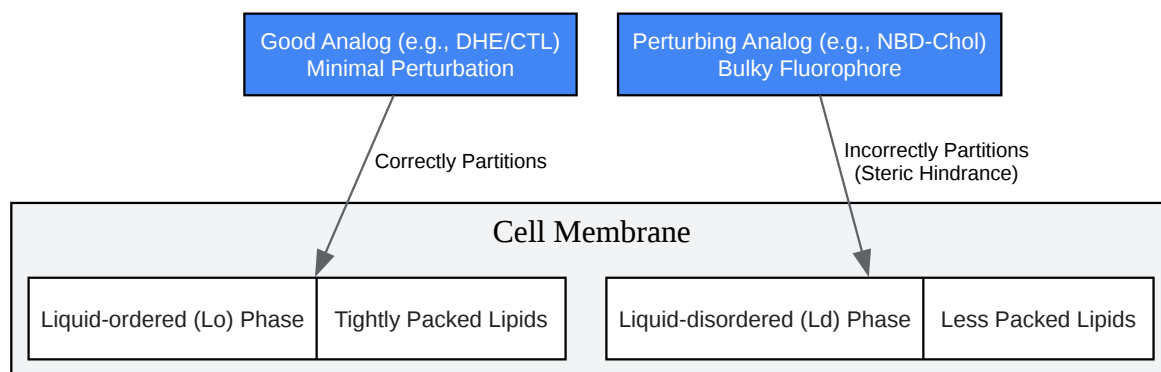 Good Analog (e.g., DHE/CTL)
Minimal Perturbation
Perturbing Analog (e.g., NBD-Chol)
Bulky Fluorophore
Correctly Partitions
Incorrectly Partitions
(Steric Hindrance)
Cell Membrane
Liquid-ordered (Lo) Phase
Tightly Packed Lipids
Liquid-disordered (Ld) Phase
Less Packed Lipids